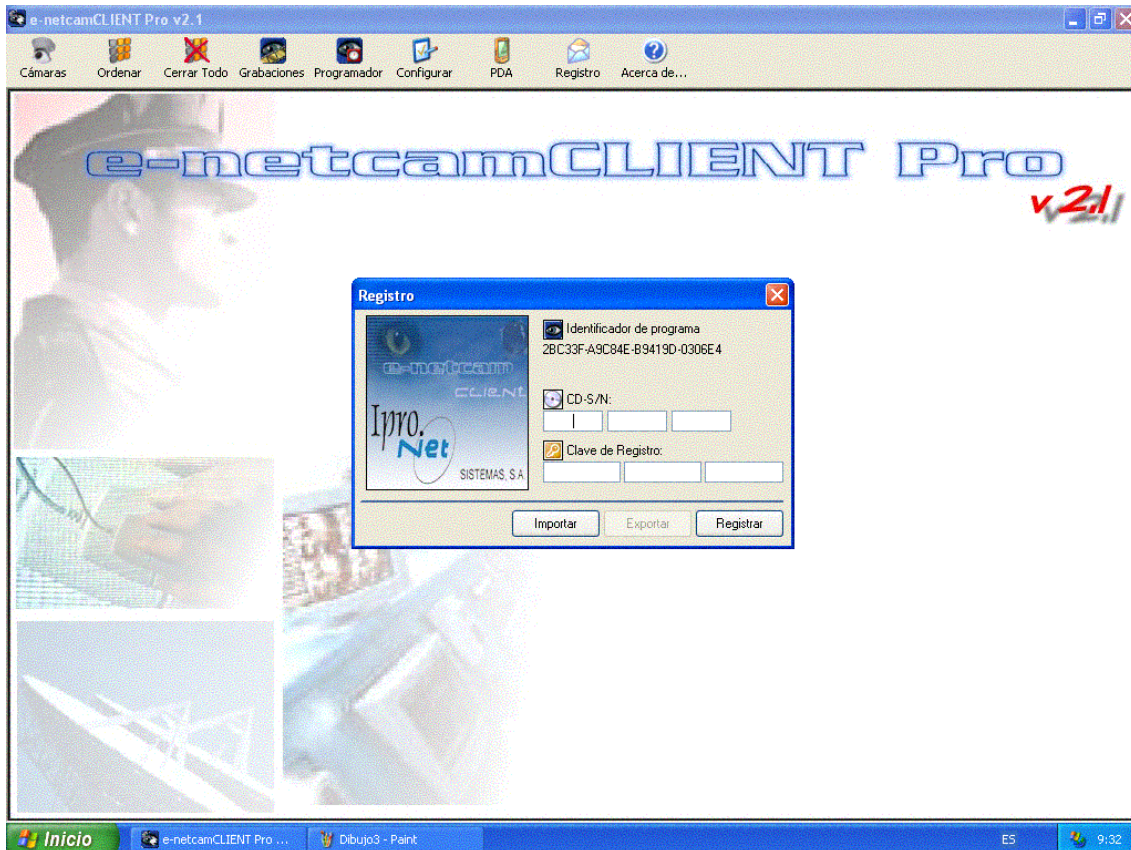 e-netcamCLIENT Pro v2.1
Cámaras Ordenar Cerrar Todo Grabaciones Programador Configurar PDA Registro Acerca de...
e-netcamCLIENT Pro
v 2.1
Registro
e-netcam
CLIENT
Ipro.
Net
SISTEMAS, S.A.
Identificador de programa
2BC33F-A9C84E-B9419D-0306E4
CD-S/N:
Clave de Registro:
Importar Exportar Registrar
Inicio e-netcamCLIENT Pro ... Dibujo3 - Paint ES 9:32